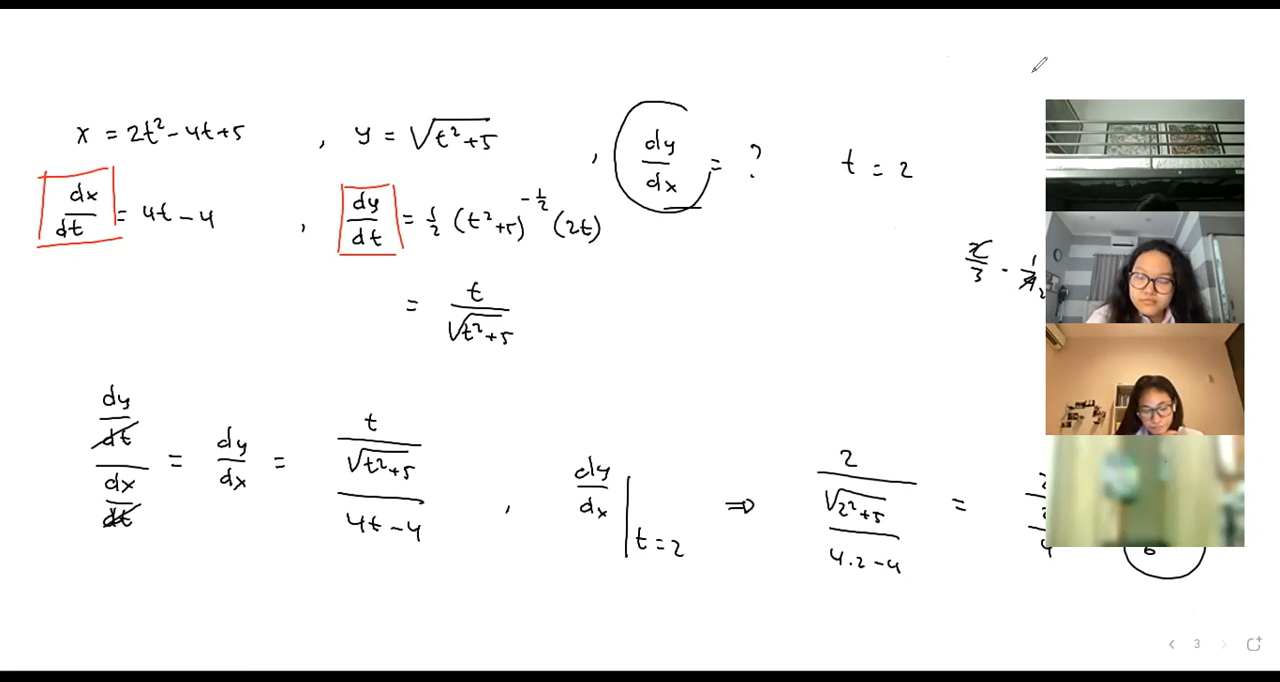 x = 2t² - 4t + 5 , y = √(t² + 5) , dy/dx = ? t = 2
dx/dt = 4t - 4 , dy/dt = 1/2 (t² + 5)^(-1/2) (2t)
= t/√(t² + 5)
(dy/dt)/(dx/dt) = dy/dx = (t/√(t² + 5))/(4t - 4) , dy/dx | t = 2 ⇒ (2/√(2² + 5))/(4.2 - 4) =
6
3